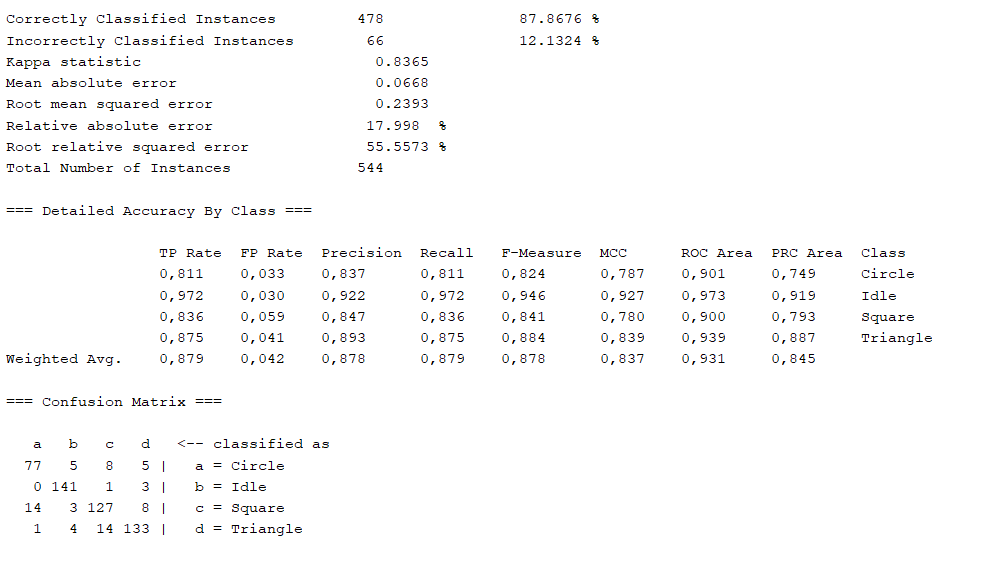 Correctly Classified Instances 478 87.8676 %
Incorrectly Classified Instances 66 12.1324 %
Kappa statistic 0.8365
Mean absolute error 0.0668
Root mean squared error 0.2393
Relative absolute error 17.998 %
Root relative squared error 55.5573 %
Total Number of Instances 544
=== Detailed Accuracy By Class ===
TP Rate FP Rate Precision Recall F-Measure MCC ROC Area PRC Area Class
0,811 0,033 0,837 0,811 0,824 0,787 0,901 0,749 Circle
0,972 0,030 0,922 0,972 0,946 0,927 0,973 0,919 Idle
0,836 0,059 0,847 0,836 0,841 0,780 0,900 0,793 Square
0,875 0,041 0,893 0,875 0,884 0,839 0,939 0,887 Triangle
Weighted Avg. 0,879 0,042 0,878 0,879 0,878 0,837 0,931 0,845
=== Confusion Matrix ===
a b c d <-- classified as
77 5 8 5 | a = Circle
0 141 1 3 | b = Idle
14 3 127 8 | c = Square
1 4 14 133 | d = Triangle